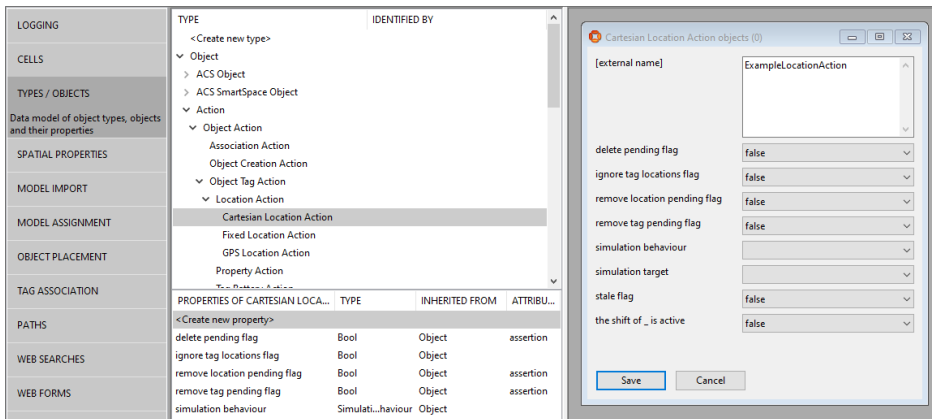 LOGGING
CELLS
TYPES / OBJECTS
Data model of object types, objects
and their properties
SPATIAL PROPERTIES
MODEL IMPORT
MODEL ASSIGNMENT
OBJECT PLACEMENT
TAG ASSOCIATION
PATHS
WEB SEARCHES
WEB FORMS
TYPE IDENTIFIED BY
<Create new type>
Object
ACS Object
ACS SmartSpace Object
Action
Object Action
Association Action
Object Creation Action
Object Tag Action
Location Action
Cartesian Location Action
Fixed Location Action
GPS Location Action
Property Action
Tag Battery Action
PROPERTIES OF CARTESIAN LOCA... TYPE INHERITED FROM ATTRIBU...
<Create new property>
delete pending flag Bool Object assertion
ignore tag locations flag Bool Object
remove location pending flag Bool Object assertion
remove tag pending flag Bool Object assertion
simulation behaviour Simulati...haviour Object
Cartesian Location Action objects (0)
[external name] ExampleLocationAction
delete pending flag false
ignore tag locations flag false
remove location pending flag false
remove tag pending flag false
simulation behaviour
simulation target
stale flag false
the shift of _ is active false
Save Cancel